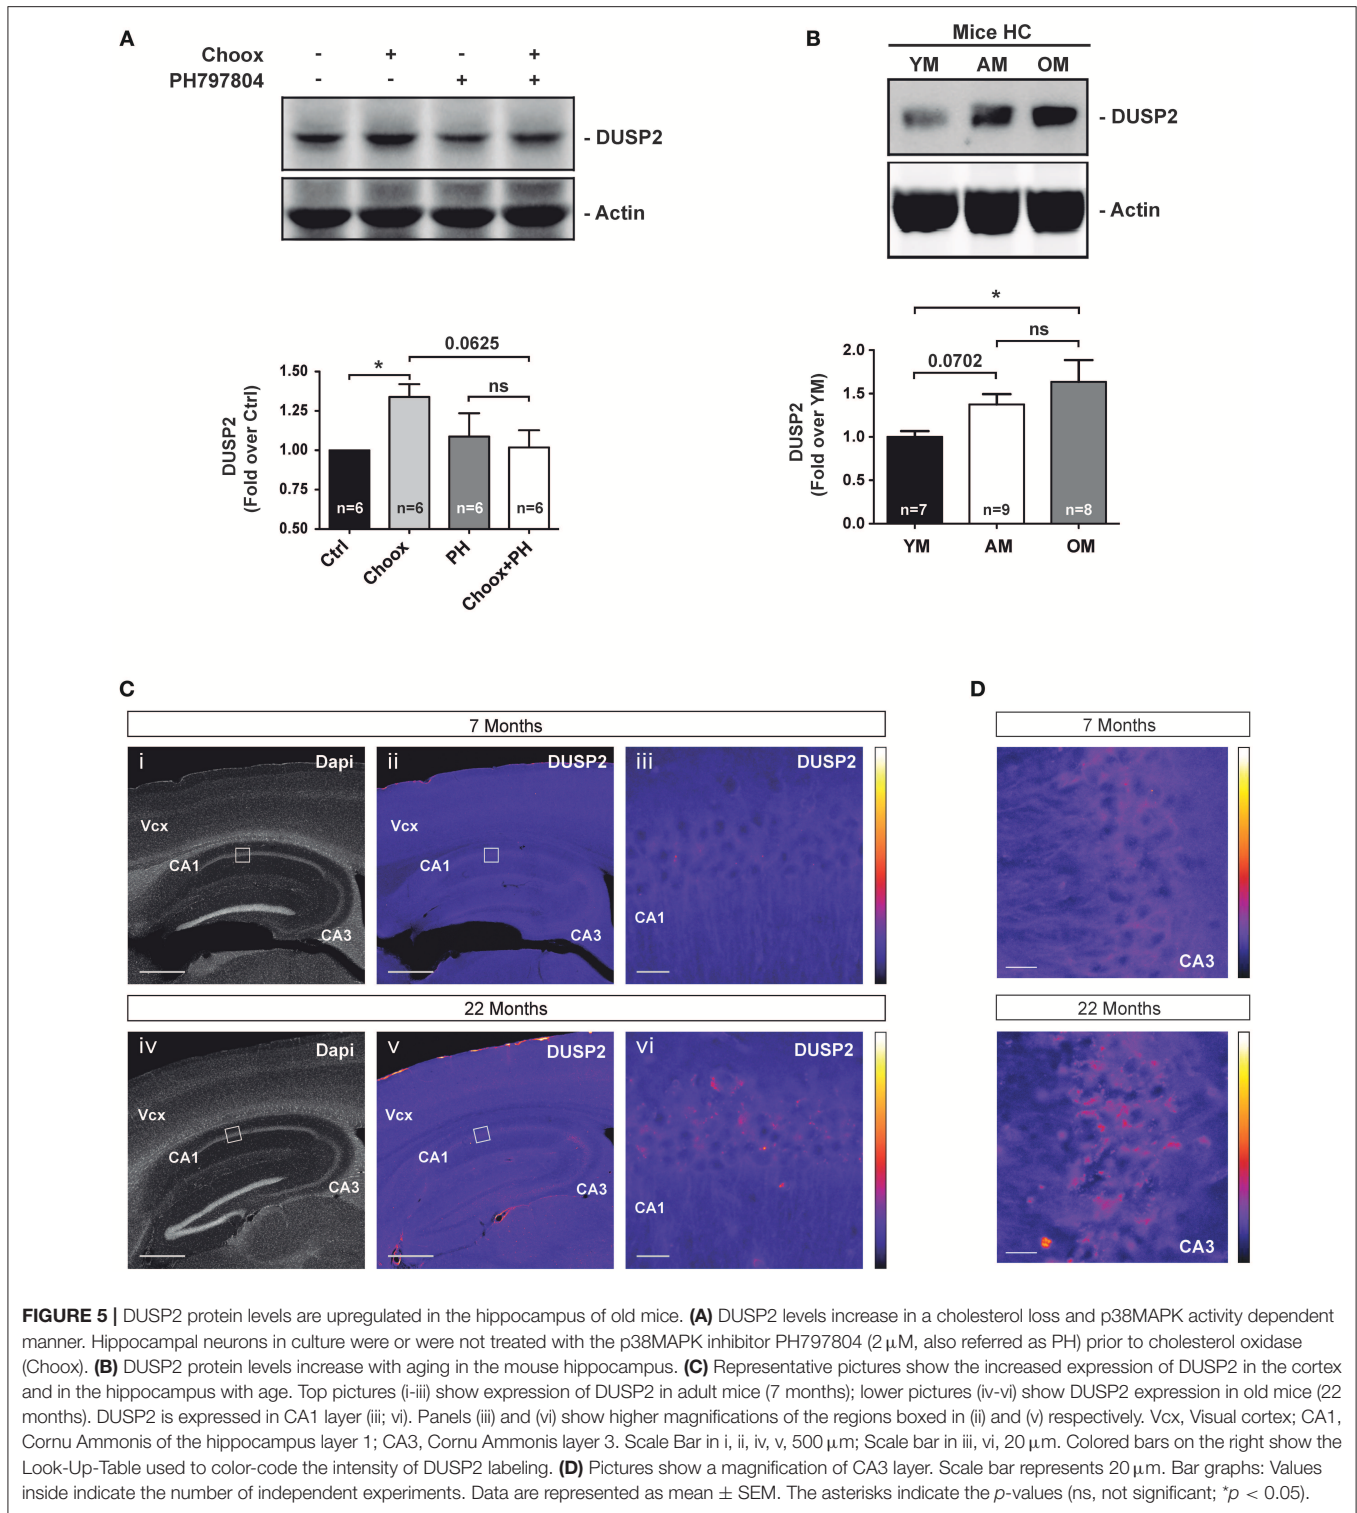 A
Choox - + - +
PH797804 - - + +
- DUSP2
- Actin
0.0625
*
ns
1.50
1.25
1.00
0.75
0.50
DUSP2
(Fold over Ctrl)
n=6 n=6 n=6 n=6
Ctrl Choox PH Choox+PH
B
Mice HC
YM AM OM
- DUSP2
- Actin
*
ns
0.0702
2.0
1.5
1.0
0.5
0.0
DUSP2
(Fold over YM)
n=7 n=9 n=8
YM AM OM
C
7 Months
i Dapi
Vcx
CA1
CA3
ii DUSP2
Vcx
CA1
CA3
iii DUSP2
CA1
22 Months
iv Dapi
Vcx
CA1
CA3
v DUSP2
Vcx
CA1
CA3
vi DUSP2
CA1
D
7 Months
CA3
22 Months
CA3
FIGURE 5 | DUSP2 protein levels are upregulated in the hippocampus of old mice. (A) DUSP2 levels increase in a cholesterol loss and p38MAPK activity dependent
manner. Hippocampal neurons in culture were or were not treated with the p38MAPK inhibitor PH797804 (2 μM, also referred as PH) prior to cholesterol oxidase
(Choox). (B) DUSP2 protein levels increase with aging in the mouse hippocampus. (C) Representative pictures show the increased expression of DUSP2 in the cortex
and in the hippocampus with age. Top pictures (i-iii) show expression of DUSP2 in adult mice (7 months); lower pictures (iv-vi) show DUSP2 expression in old mice (22
months). DUSP2 is expressed in CA1 layer (iii; vi). Panels (iii) and (vi) show higher magnifications of the regions boxed in (ii) and (v) respectively. Vcx, Visual cortex; CA1,
Cornu Ammonis of the hippocampus layer 1; CA3, Cornu Ammonis layer 3. Scale Bar in i, ii, iv, v, 500 μm; Scale bar in iii, vi, 20 μm. Colored bars on the right show the
Look-Up-Table used to color-code the intensity of DUSP2 labeling. (D) Pictures show a magnification of CA3 layer. Scale bar represents 20 μm. Bar graphs: Values
inside indicate the number of independent experiments. Data are represented as mean ± SEM. The asterisks indicate the p-values (ns, not significant; *p < 0.05).